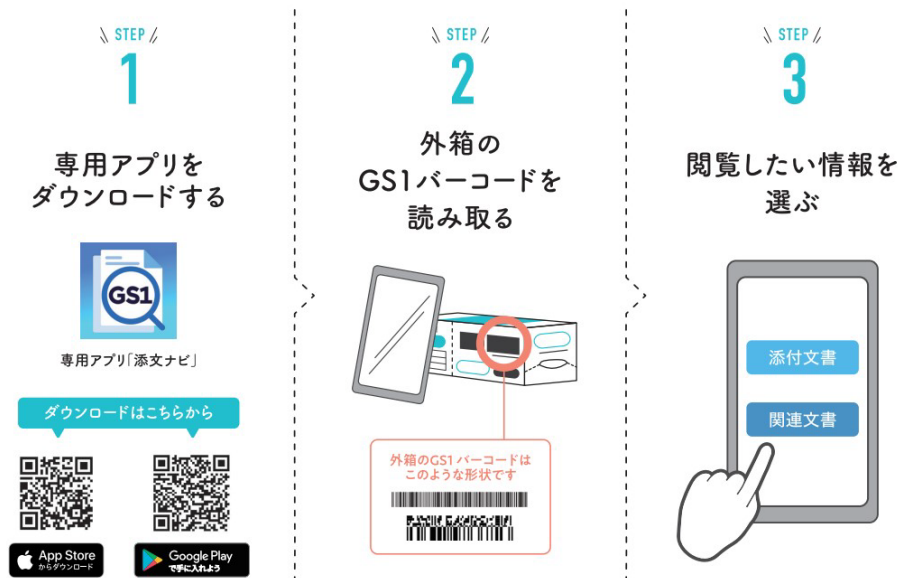 STEP
1
専用アプリを
ダウンロードする
GS1
専用アプリ「添文ナビ」
ダウンロードはこちらから
App Store
からダウンロード
Google Play
で手に入れよう
STEP
2
外箱の
GS1バーコードを
読み取る
外箱のGS1バーコードは
このような形状です
STEP
3
閲覧したい情報を
選ぶ
添付文書
関連文書